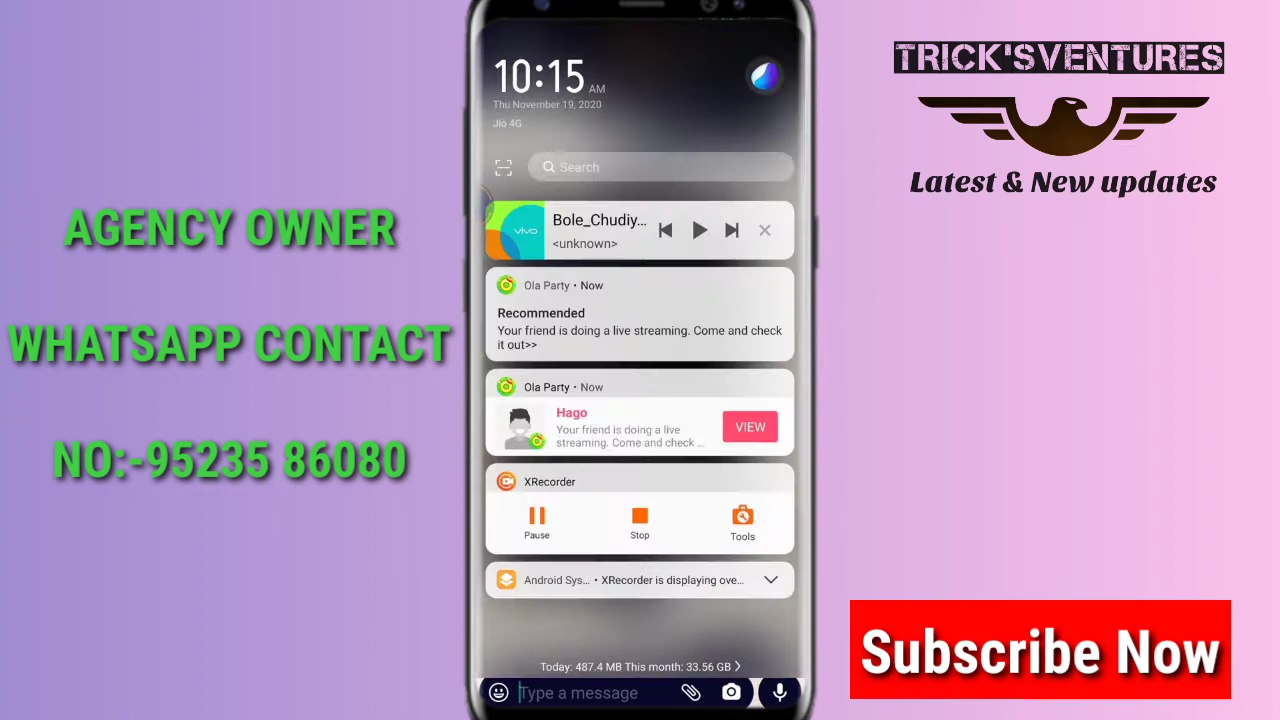 AGENCY OWNER
WHATSAPP CONTACT
NO:-95235 86080
10:15 AM
Thu November 19, 2020
Jio 4G
Search
vivo
Bole_Chudiy...
<unknown>
Ola Party • Now
Recommended
Your friend is doing a live streaming. Come and check
it out>>
Ola Party • Now
Hago
Your friend is doing a live
streaming. Come and check ...
VIEW
XRecorder
Pause
Stop
Tools
Android Sys... • XRecorder is displaying ove...
Today: 487.4 MB This month: 33.56 GB
Type a message
TRICK'SVENTURES
Latest & New updates
Subscribe Now